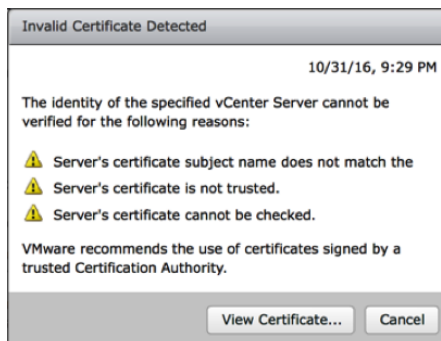 Invalid Certificate Detected
10/31/16, 9:29 PM
The identity of the specified vCenter Server cannot be
verified for the following reasons:
Server's certificate subject name does not match the
Server's certificate is not trusted.
Server's certificate cannot be checked.
VMware recommends the use of certificates signed by a
trusted Certification Authority.
View Certificate... Cancel